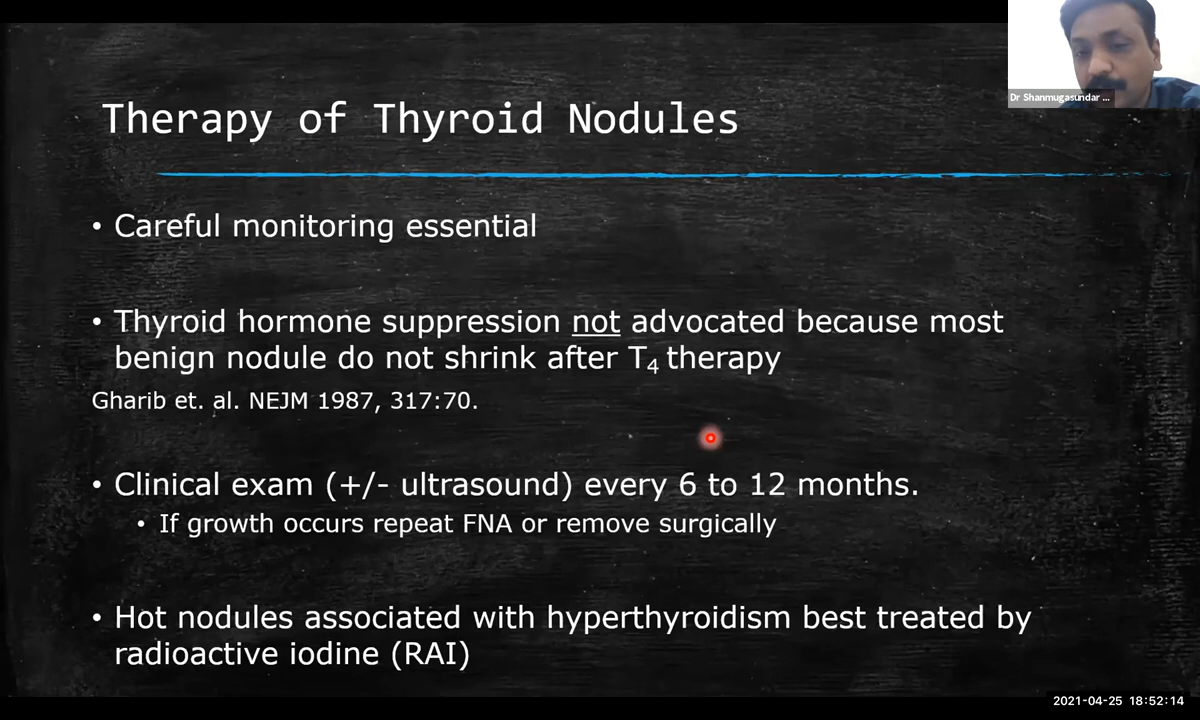 Dr Shanmugasundar ...
Therapy of Thyroid Nodules
• Careful monitoring essential
• Thyroid hormone suppression not advocated because most
benign nodule do not shrink after T₄ therapy
Gharib et. al. NEJM 1987, 317:70.
• Clinical exam (+/- ultrasound) every 6 to 12 months.
• If growth occurs repeat FNA or remove surgically
• Hot nodules associated with hyperthyroidism best treated by
radioactive iodine (RAI)
2021-04-25 18:52:14